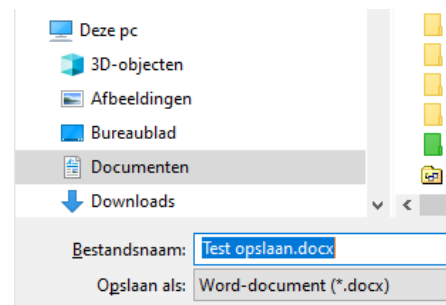 Deze pc
3D-objecten
Afbeeldingen
Bureaublad
Documenten
Downloads
Bestandsnaam: Test opslaan.docx
Opslaan als: Word-document (*.docx)